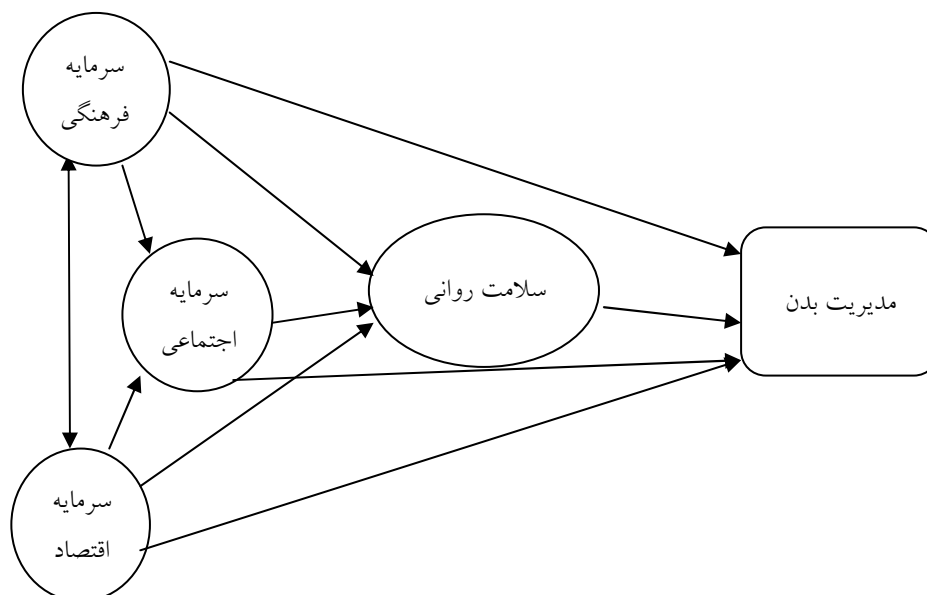 سرمایه
فرهنگی
سرمایه
اجتماعی
سلامت روانی
مدیریت بدن
سرمایه
اقتصاد